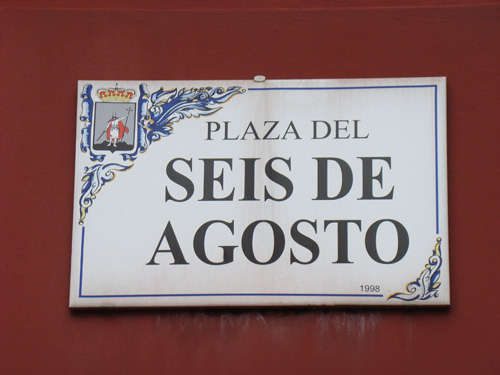 PLAZA DEL
SEIS DE
AGOSTO
1998